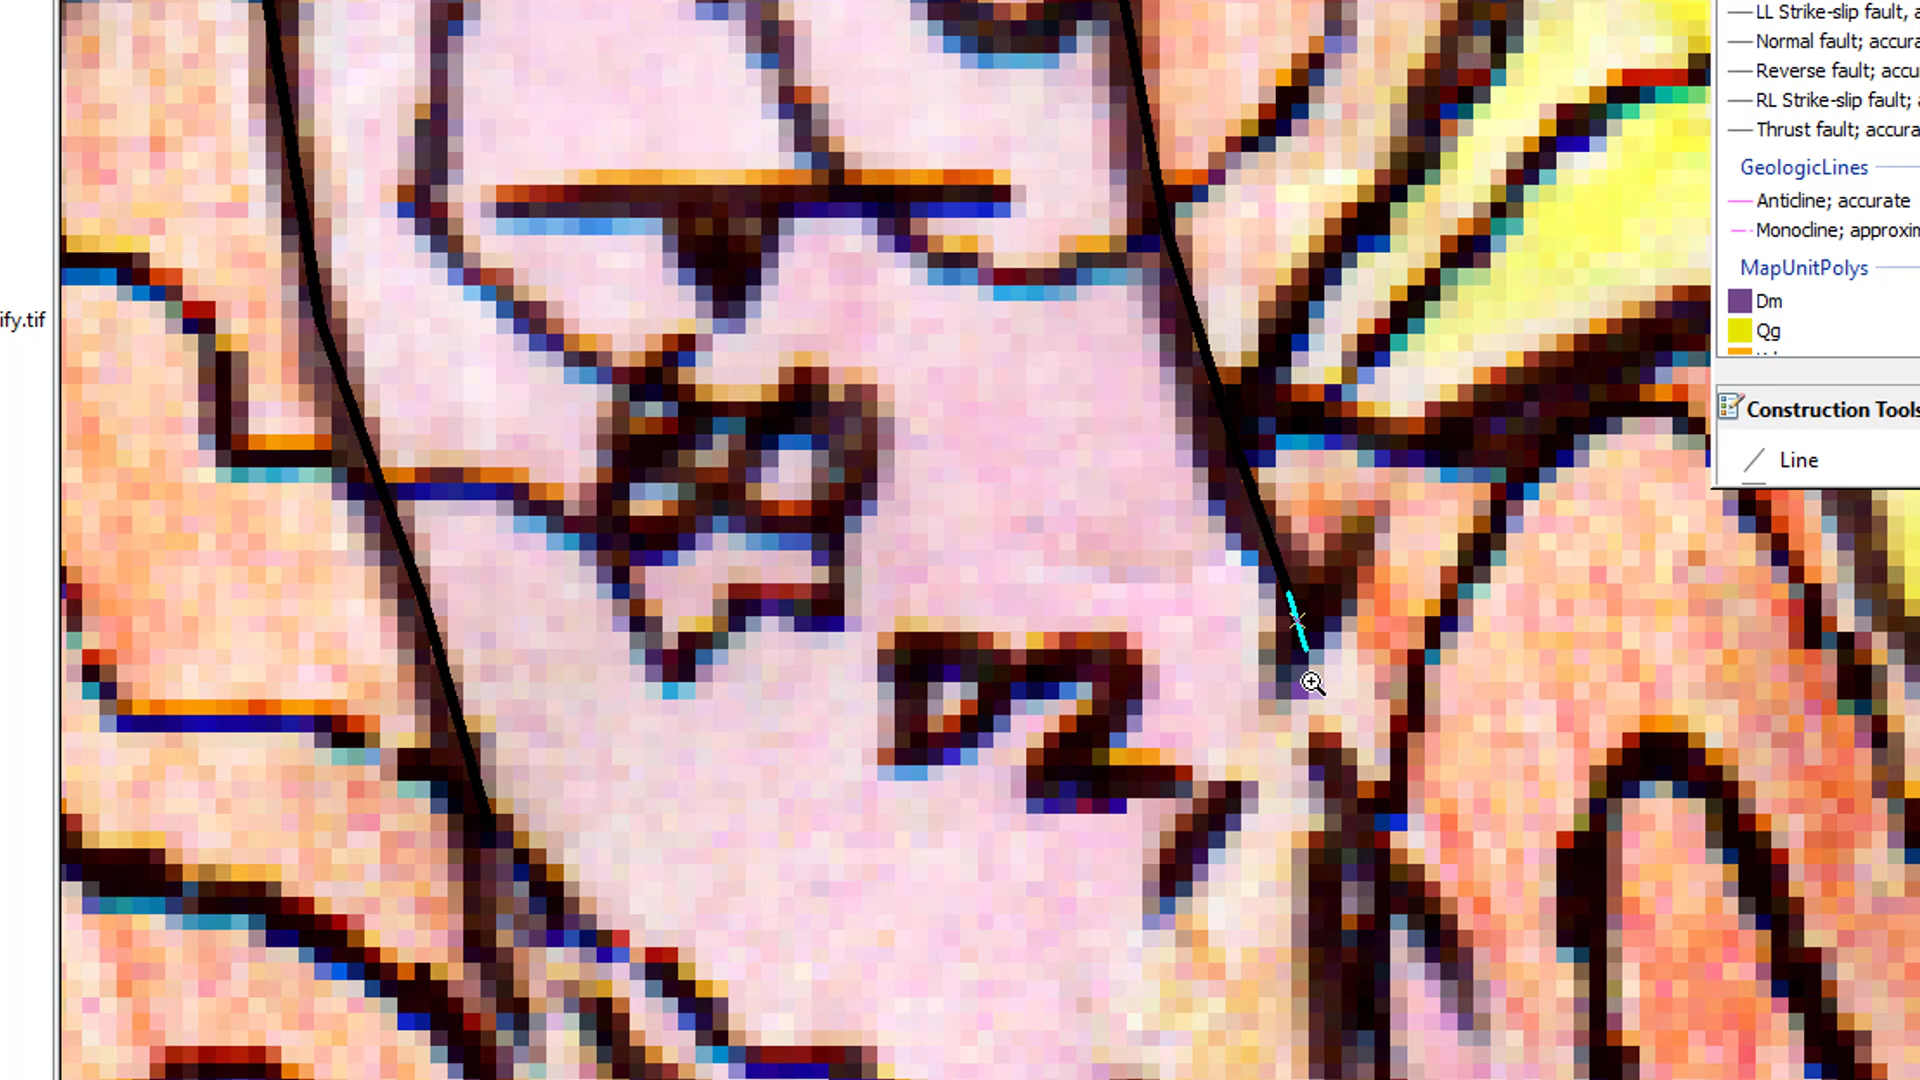 LL Strike-slip fault, a
Normal fault; accura
Reverse fault; accu
RL Strike-slip fault; a
Thrust fault; accura
GeologicLines
Anticline; accurate
Monocline; approxin
MapUnitPolys
Dm
ify.tif
Qg
Construction Tools
Line